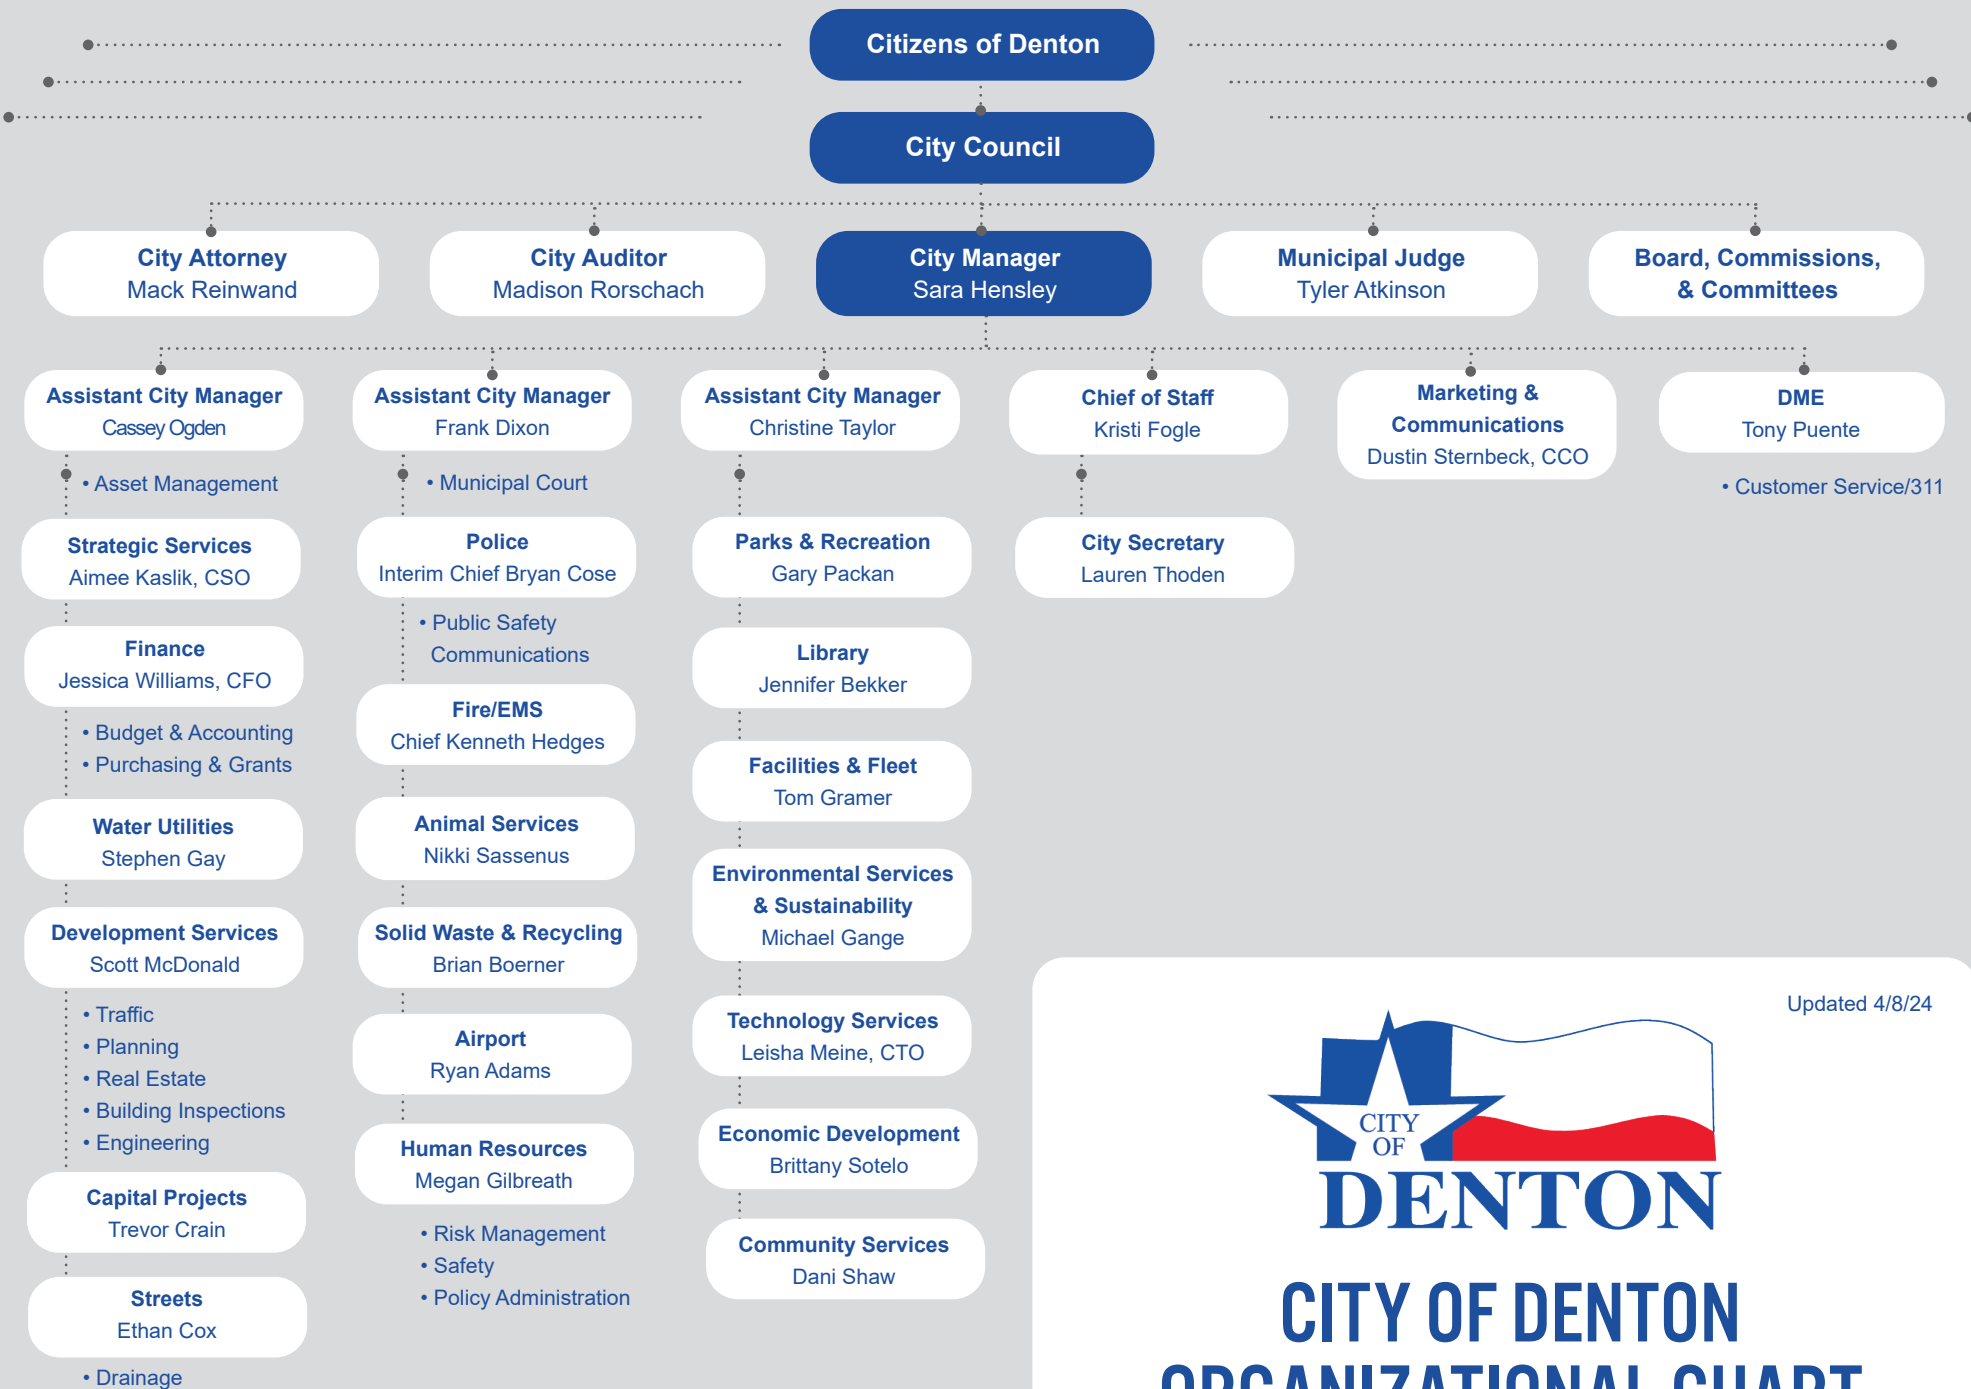 Citizens of Denton
City Council
City Attorney
Mack Reinwand
City Auditor
Madison Rorschach
City Manager
Sara Hensley
Municipal Judge
Tyler Atkinson
Board, Commissions,
& Committees
Assistant City Manager
Cassey Ogden
• Asset Management
Strategic Services
Aimee Kaslik, CSO
Finance
Jessica Williams, CFO
• Budget & Accounting
• Purchasing & Grants
Water Utilities
Stephen Gay
Development Services
Scott McDonald
• Traffic
• Planning
• Real Estate
• Building Inspections
• Engineering
Capital Projects
Trevor Crain
Streets
Ethan Cox
• Drainage
Assistant City Manager
Frank Dixon
• Municipal Court
Police
Interim Chief Bryan Cose
• Public Safety
Communications
Fire/EMS
Chief Kenneth Hedges
Animal Services
Nikki Sassenus
Solid Waste & Recycling
Brian Boerner
Airport
Ryan Adams
Human Resources
Megan Gilbreath
• Risk Management
• Safety
• Policy Administration
Assistant City Manager
Christine Taylor
Parks & Recreation
Gary Packan
Library
Jennifer Bekker
Facilities & Fleet
Tom Gramer
Environmental Services
& Sustainability
Michael Gange
Technology Services
Leisha Meine, CTO
Economic Development
Brittany Sotelo
Community Services
Dani Shaw
Chief of Staff
Kristi Fogle
City Secretary
Lauren Thoden
Marketing &
Communications
Dustin Sternbeck, CCO
DME
Tony Puente
• Customer Service/311
Updated 4/8/24
CITY
OF
DENTON
CITY OF DENTON
ORGANIZATIONAL CHART